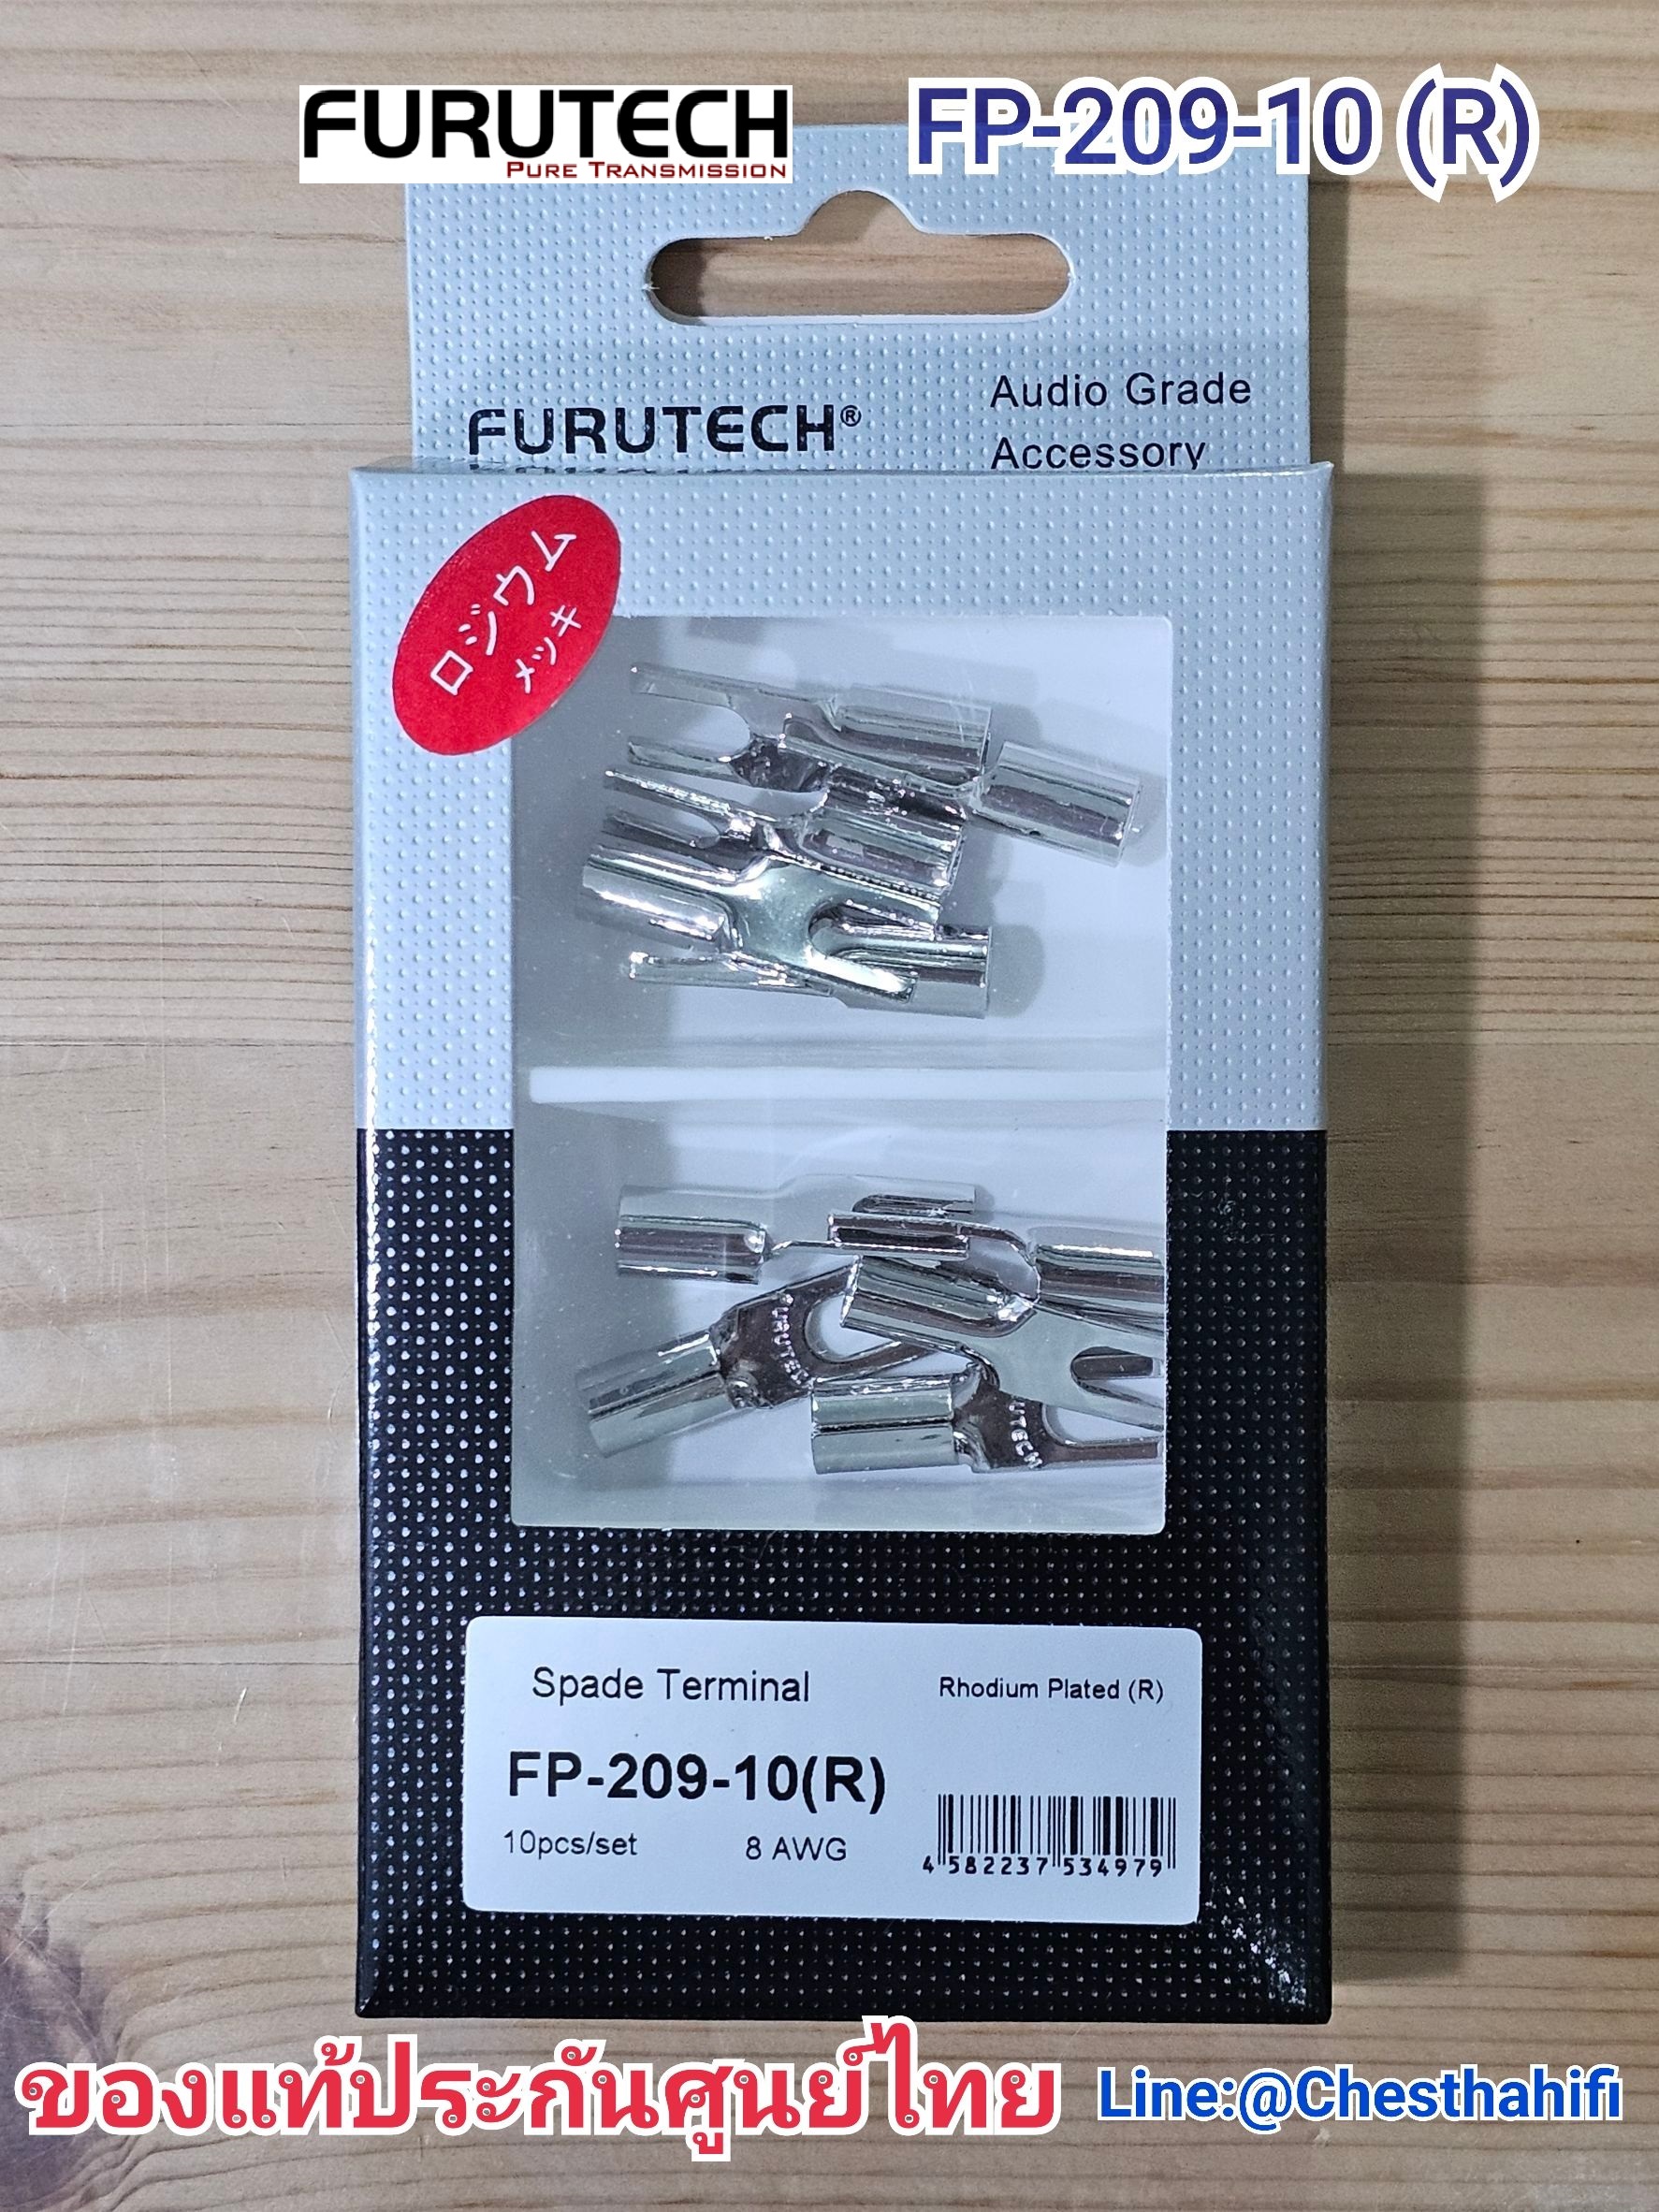 FURUTECH
PURE TRANSMISSION
FP-209-10 (R)
FURUTECH®
Audio Grade
Accessory
ロジウム
メッキ
FURUTECH
UTECH
Spade Terminal
Rhodium Plated (R)
FP-209-10(R)
10pcs/set
8 AWG
4 582237 534979
ของแท้ประกันศูนย์ไทย
Line:@Chesthahifi